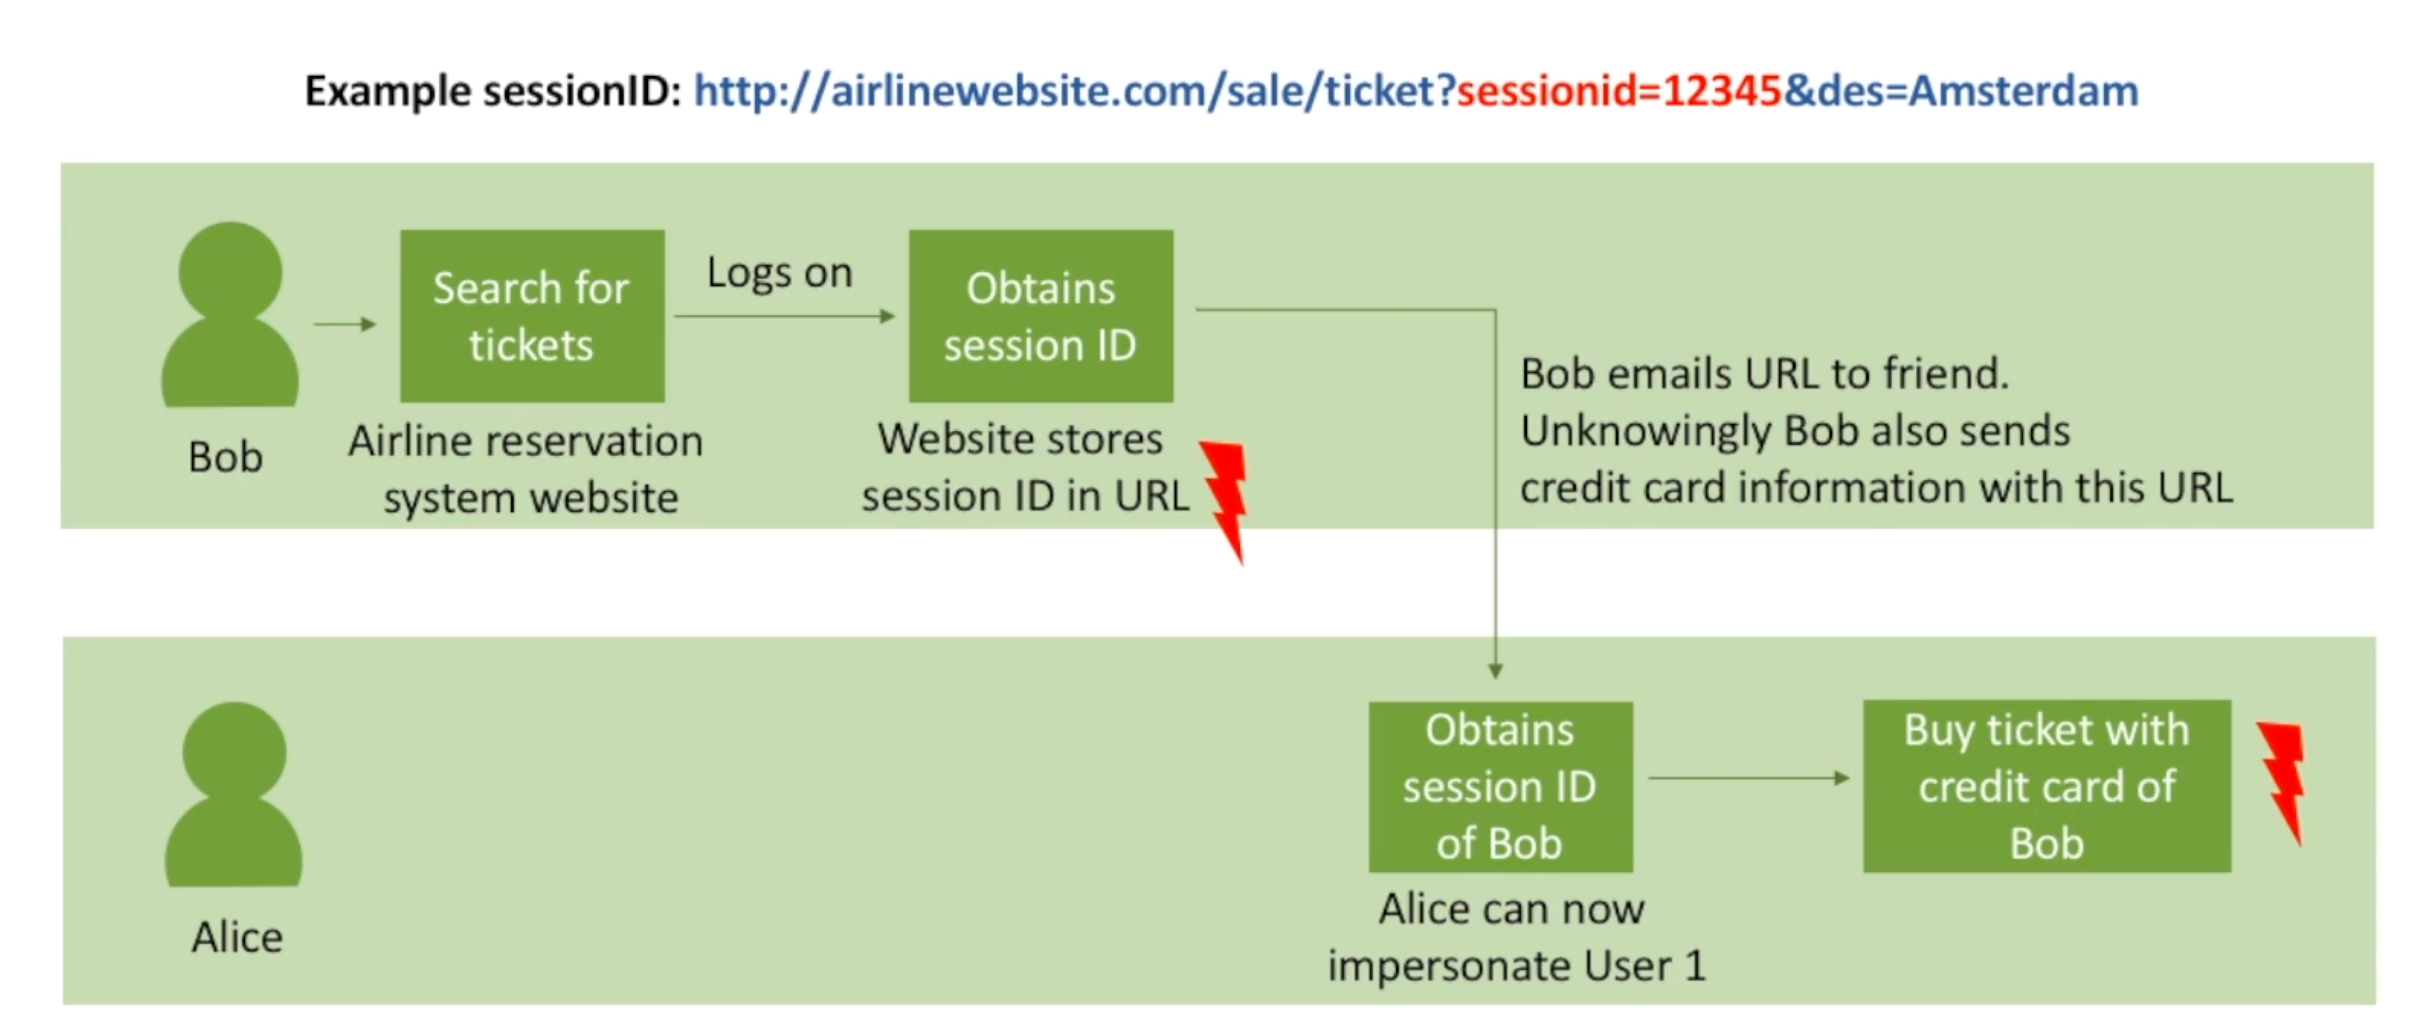 Example sessionID: http://airlinewebsite.com/sale/ticket?sessionid=12345&des=Amsterdam
Bob
Search for
tickets
Airline reservation
system website
Logs on
Obtains
session ID
Website stores
session ID in URL
Bob emails URL to friend.
Unknowingly Bob also sends
credit card information with this URL
Alice
Obtains
session ID
of Bob
Alice can now
impersonate User 1
Buy ticket with
credit card of
Bob